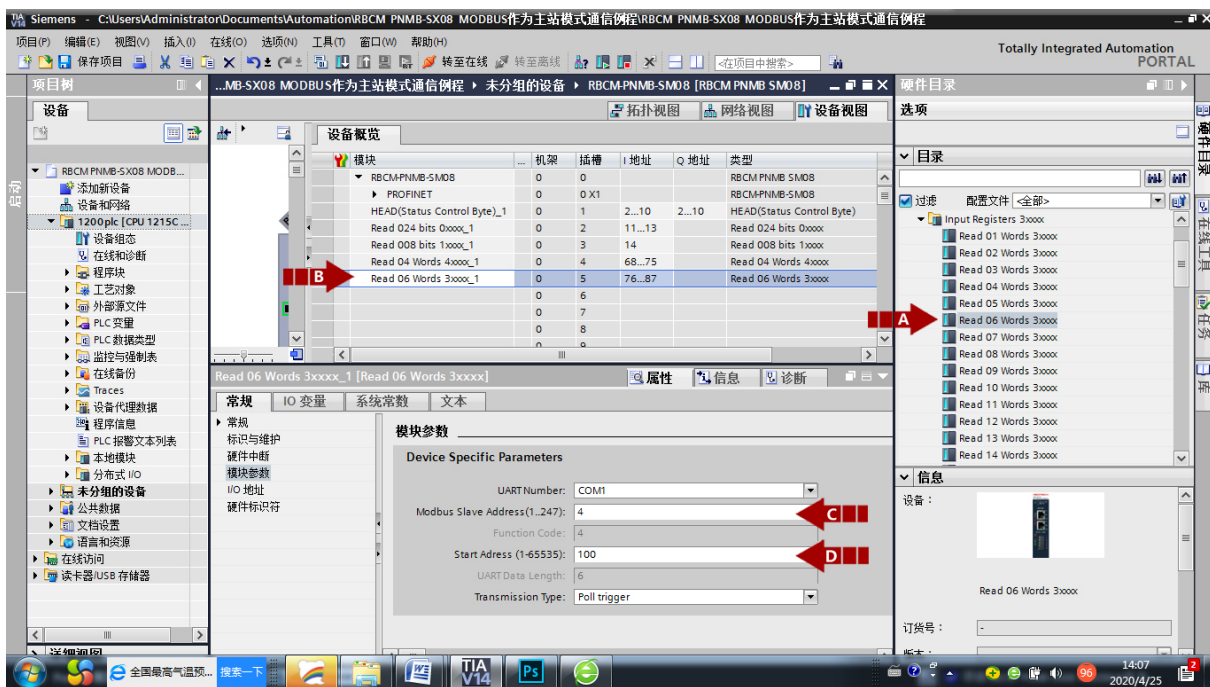 Siemens - C:\Users\Administrator\Documents\Automation\RBCM PNMB-SX08 MODBUS作为主站模式通信例程\RBCM PNMB-SX08 MODBUS作为主站模式通信例程
项目(P) 编辑(E) 视图(V) 插入(I) 在线(O) 选项(N) 工具(T) 窗口(W) 帮助(H)
Totally Integrated Automation
PORTAL
保存项目 转至在线 转至离线 <在项目中搜索>
项目树
设备
启动
RBCM PNMB-SX08 MODB...
添加新设备
设备和网络
1200plc [CPU 1215C ...
设备组态
在线和诊断
程序块
工艺对象
外部源文件
PLC 变量
PLC 数据类型
监控与强制表
在线备份
Traces
设备代理数据
程序信息
PLC 报警文本列表
本地模块
分布式 I/O
未分组的设备
公共数据
文档设置
语言和资源
在线访问
读卡器/USB 存储器
详细视图
...MB-SX08 MODBUS作为主站模式通信例程 未分组的设备 RBCM-PNMB-SM08 [RBCM PNMB SM08]
拓扑视图 网络视图 设备视图
设备概览
模块 ... 机架 插槽 I 地址 Q 地址 类型
RBCM-PNMB-SM08 0 0 RBCM PNMB SM08
PROFINET 0 0 X1 RBCM-PNMB-SM08
HEAD(Status Control Byte)_1 0 1 2...10 2...10 HEAD(Status Control Byte)
Read 024 bits 0xxxx_1 0 2 11...13 Read 024 bits 0xxxx
Read 008 bits 1xxxx_1 0 3 14 Read 008 bits 1xxxx
Read 04 Words 4xxxx_1 0 4 68...75 Read 04 Words 4xxxx
B
Read 06 Words 3xxxx_1 0 5 76...87 Read 06 Words 3xxxx
0 6
0 7
0 8
0 9
Read 06 Words 3xxxx_1 [Read 06 Words 3xxxx]
属性 信息 诊断
常规 IO 变量 系统常数 文本
常规
标识与维护
硬件中断
模块参数
I/O 地址
硬件标识符
模块参数
Device Specific Parameters
UART Number: COM1
Modbus Slave Address(1..247): 4
C
Function Code: 4
Start Adress (1-65535): 100
D
UART Data Length: 6
Transmission Type: Poll trigger
硬件目录
选项
目录
过滤 配置文件 <全部>
Input Registers 3xxxx
Read 01 Words 3xxxx
Read 02 Words 3xxxx
Read 03 Words 3xxxx
Read 04 Words 3xxxx
Read 05 Words 3xxxx
A
Read 06 Words 3xxxx
Read 07 Words 3xxxx
Read 08 Words 3xxxx
Read 09 Words 3xxxx
Read 10 Words 3xxxx
Read 11 Words 3xxxx
Read 12 Words 3xxxx
Read 13 Words 3xxxx
Read 14 Words 3xxxx
信息
设备：
Read 06 Words 3xxxx
订货号： -
版本：
硬件目录
在线工具
任务
库
全国最高气温预... 搜索一下
TIA
V14
Ps
96
14:07
2020/4/25
2